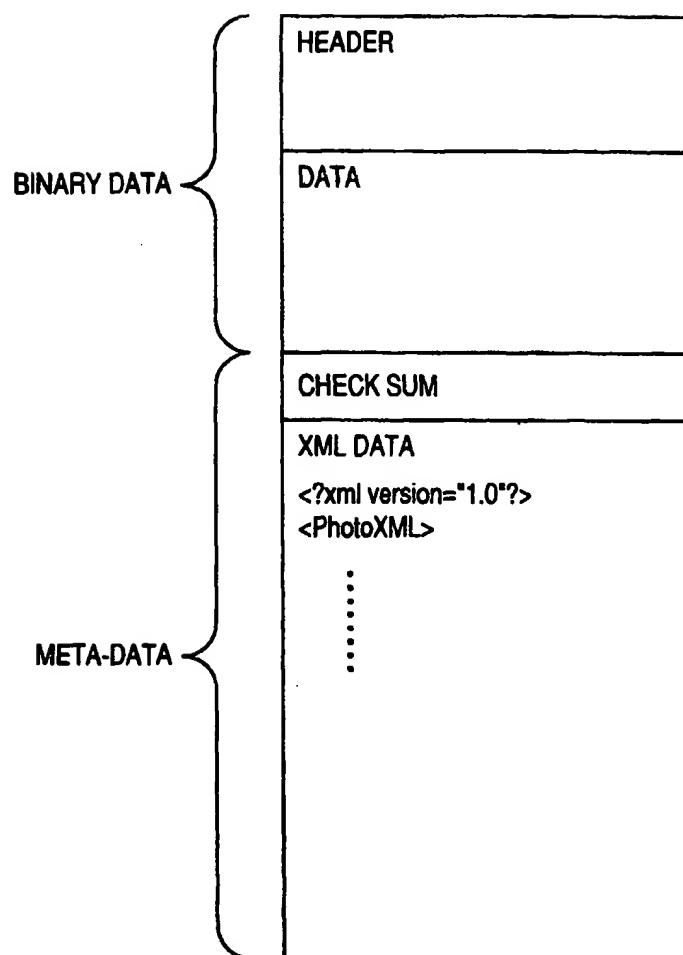 HEADER
BINARY DATA
DATA
CHECK SUM
XML DATA
<?xml version="1.0"?>
<PhotoXML>
META-DATA